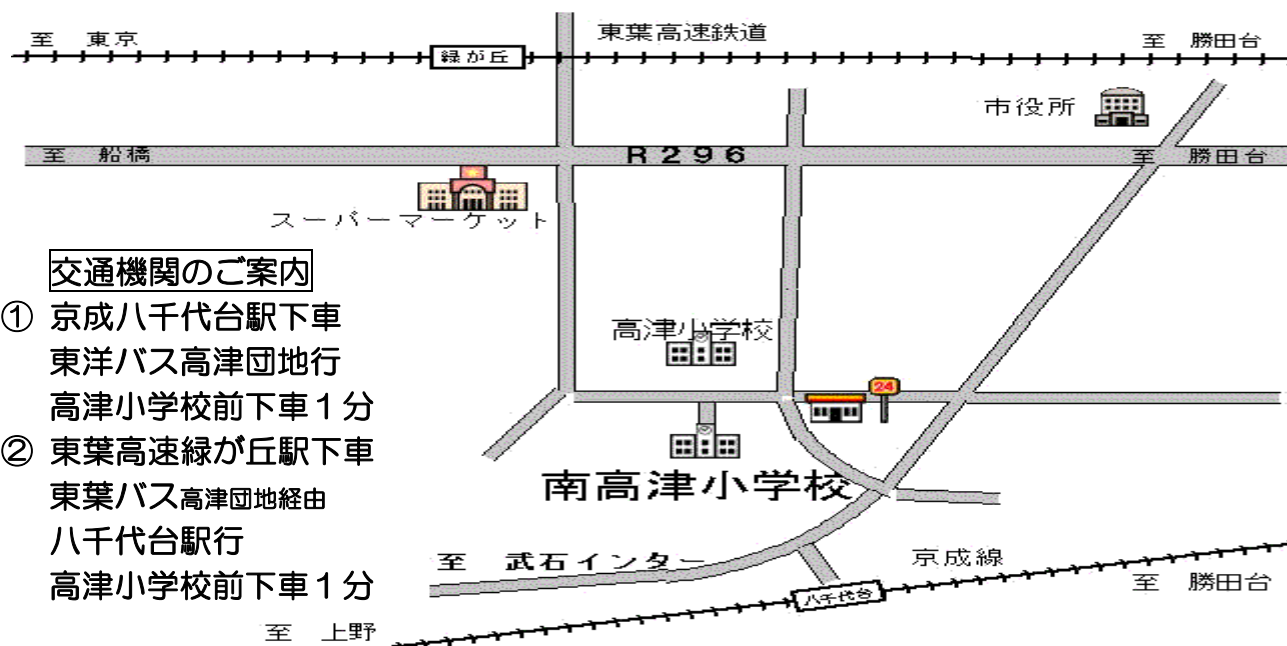 至　東京
緑が丘
東葉高速鉄道
至　勝田台
市役所
至　船橋
R２９６
至　勝田台
スーパーマーケット
交通機関のご案内
① 京成八千代台駅下車
東洋バス高津団地行
高津小学校前下車１分
② 東葉高速緑が丘駅下車
東葉バス高津団地経由
八千代台駅行
高津小学校前下車１分
高津小学校
24
南高津小学校
至　武石インター
京成線
八千代台
至　勝田台
至　上野